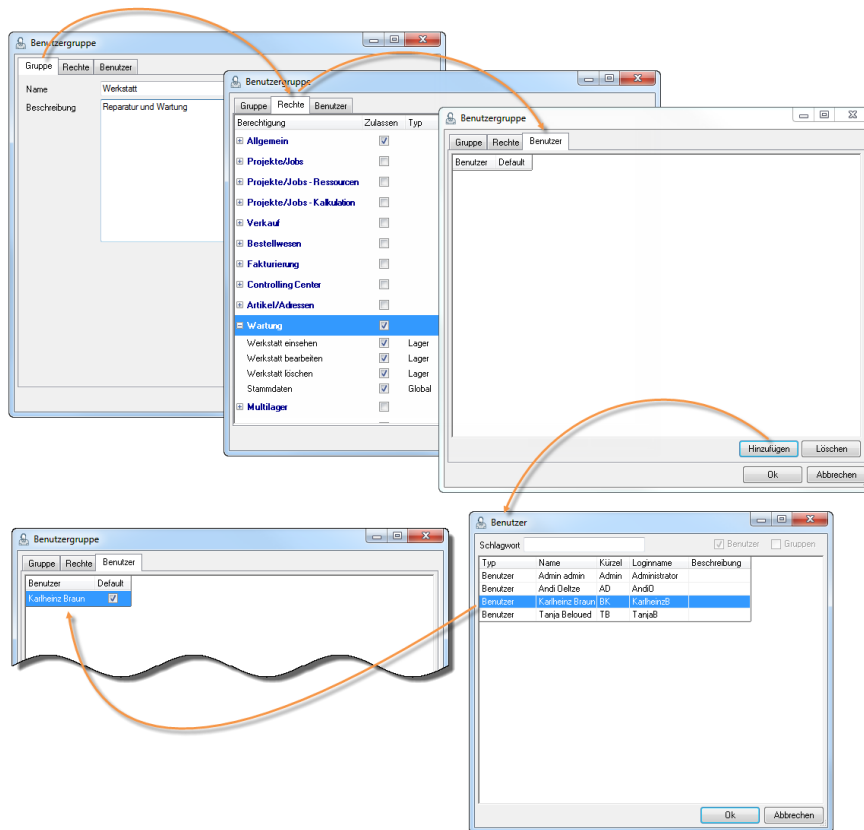 Benutzergruppe
Gruppe Rechte Benutzer
Name Werkstatt
Beschreibung Reparatur und Wartung
Benutzergruppe
Gruppe Rechte Benutzer
Berechtigung Zulassen Typ
Allgemein
Projekte/Jobs
Projekte/Jobs - Ressourcen
Projekte/Jobs - Kalkulation
Verkauf
Bestellwesen
Fakturierung
Controlling Center
Artikel/Adressen
Wartung
Werkstatt einsehen Lager
Werkstatt bearbeiten Lager
Werkstatt löschen Lager
Stammdaten Global
Multilager
Benutzergruppe
Gruppe Rechte Benutzer
Benutzer Default
Hinzufügen Löschen
Ok Abbrechen
Benutzer
Schlagwort Benutzer Gruppen
Typ Name Kürzel Loginname Beschreibung
Benutzer Admin admin Admin Administrator
Benutzer Andi Oeltze AD AndiO
Benutzer Karlheinz Braun BK KarlheinzB
Benutzer Tanja Beloued TB TanjaB
Ok Abbrechen
Benutzergruppe
Gruppe Rechte Benutzer
Benutzer Default
Karlheinz Braun